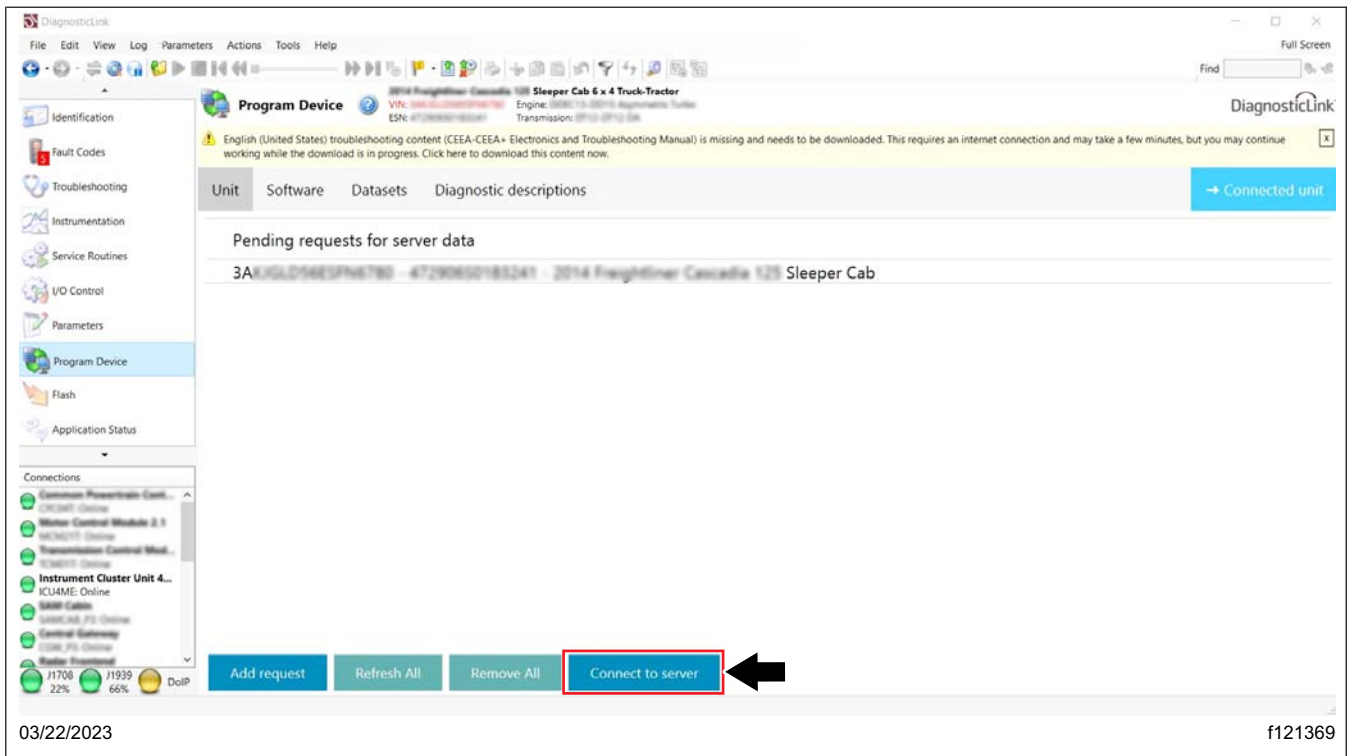 DiagnosticLink
File Edit View Log Parameters Actions Tools Help
Full Screen
Find
Program Device
Sleeper Cab 6 x 4 Truck-Tractor
VIN:
Engine:
ESN:
Transmission:
DiagnosticLink
English (United States) troubleshooting content (CEEA-CEEA+ Electronics and Troubleshooting Manual) is missing and needs to be downloaded. This requires an internet connection and may take a few minutes, but you may continue
working while the download is in progress. Click here to download this content now.
x
Identification
5
Fault Codes
Troubleshooting
Instrumentation
Service Routines
I/O Control
Parameters
Program Device
Flash
Application Status
Unit Software Datasets Diagnostic descriptions
→ Connected unit
Pending requests for server data
3A Sleeper Cab
Connections
Instrument Cluster Unit 4...
ICU4ME: Online
J1708
22%
J1939
66%
DoIP
Add request Refresh All Remove All Connect to server
03/22/2023
f121369